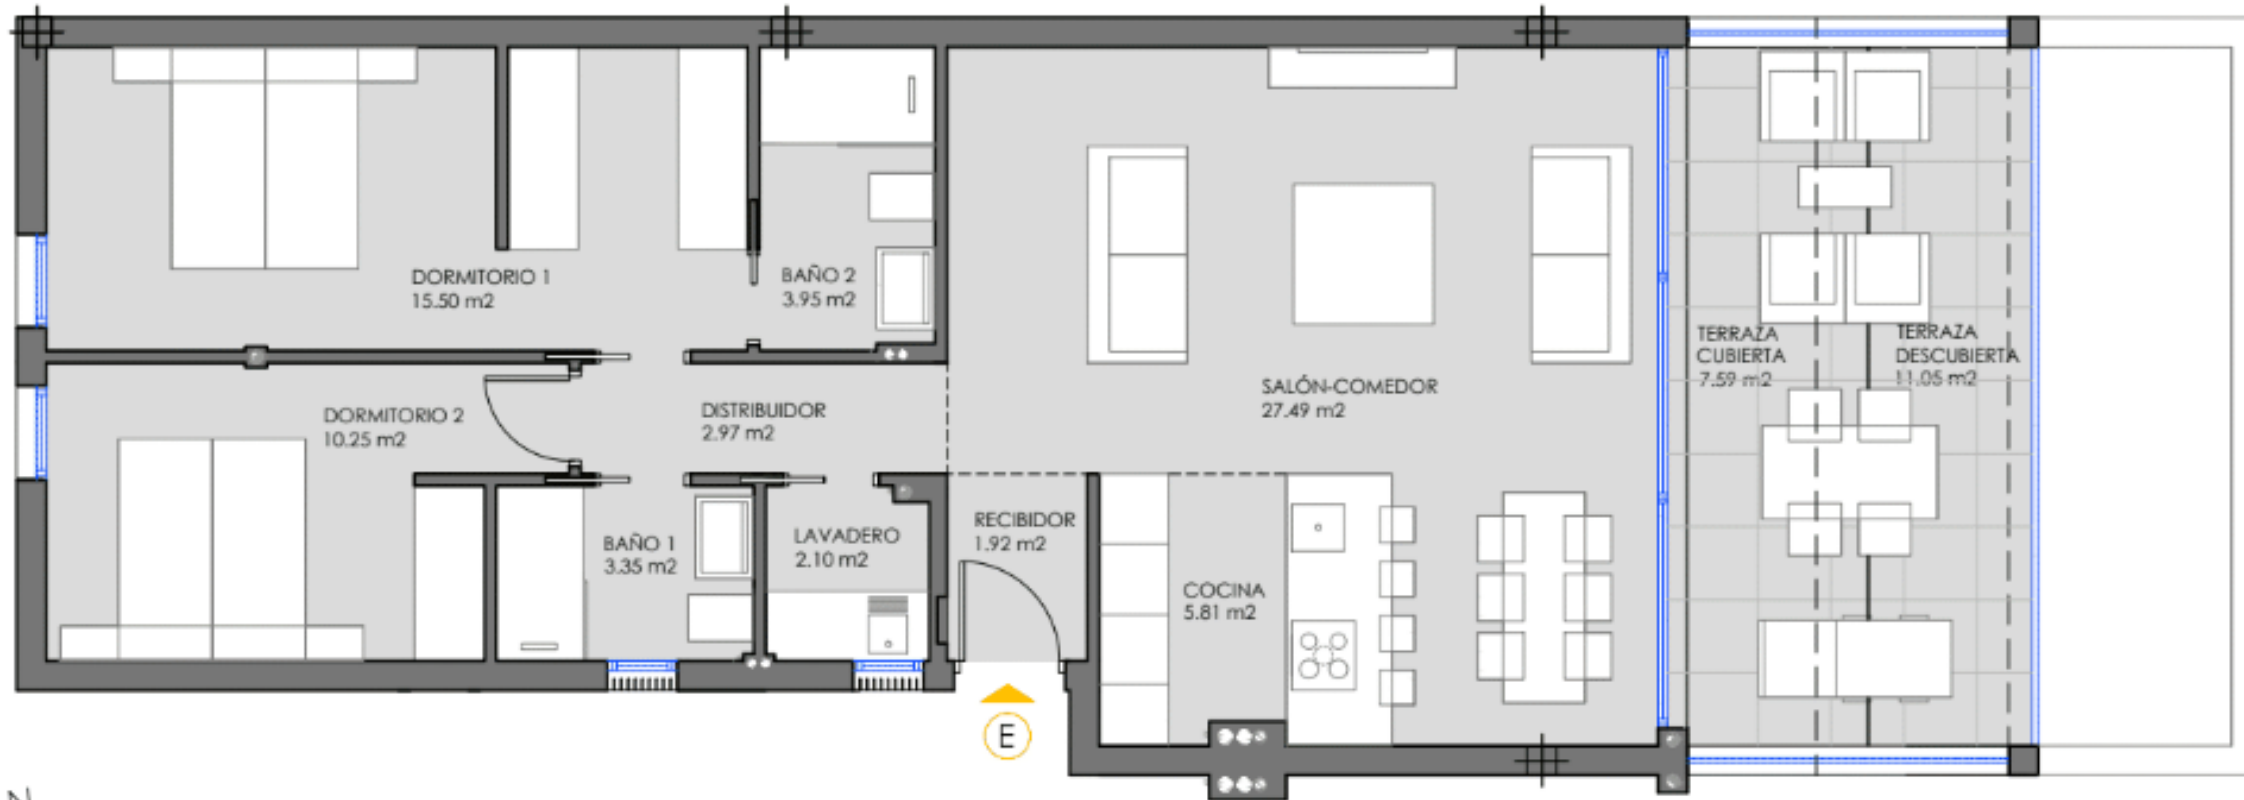 DORMITORIO 1
15.50 m2
BAÑO 2
3.95 m2
DORMITORIO 2
10.25 m2
DISTRIBUIDOR
2.97 m2
SALÓN-COMEDOR
27.49 m2
TERRAZA
CUBIERTA
7.59 m2
TERRAZA
DESCUBIERTA
11.05 m2
BAÑO 1
3.35 m2
LAVADERO
2.10 m2
RECIBIDOR
1.92 m2
COCINA
5.81 m2
E
N